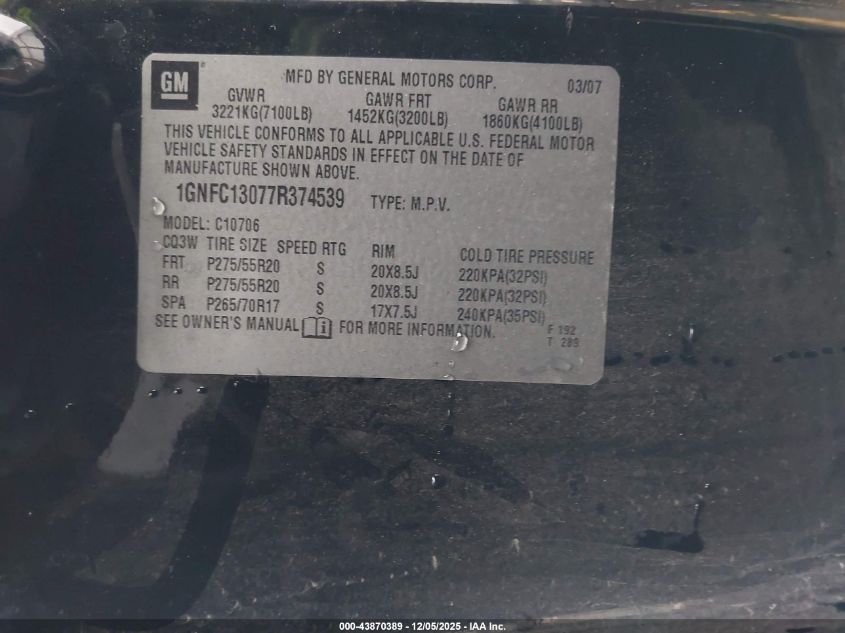 GM ®
MFD BY GENERAL MOTORS CORP. 03/07
GVWR GAWR FRT GAWR RR
3221KG(7100LB) 1452KG(3200LB) 1860KG(4100LB)
THIS VEHICLE CONFORMS TO ALL APPLICABLE U.S. FEDERAL MOTOR
VEHICLE SAFETY STANDARDS IN EFFECT ON THE DATE OF
MANUFACTURE SHOWN ABOVE.
1GNFC13077R374539 TYPE: M.P.V.
MODEL: C10706
CQ3W TIRE SIZE SPEED RTG RIM COLD TIRE PRESSURE
FRT P275/55R20 S 20X8.5J 220KPA(32PSI)
RR P275/55R20 S 20X8.5J 220KPA(32PSI)
SPA P265/70R17 S 17X7.5J 240KPA(35PSI)
SEE OWNER'S MANUAL i FOR MORE INFORMATION.
F 192
T 289
000-43870389 - 12/05/2025 - IAA Inc.